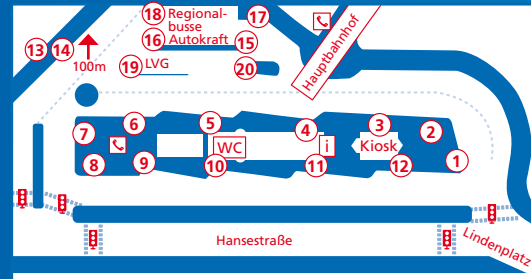 18 Regional-
busse
16 Autokraft 15
17
13 14
100m
19 LVG
20
Hauptbahnhof
7 6 5 4 3 2 1
WC
i
Kiosk
8 9 10 11 12
Hansestraße
Lindenplatz